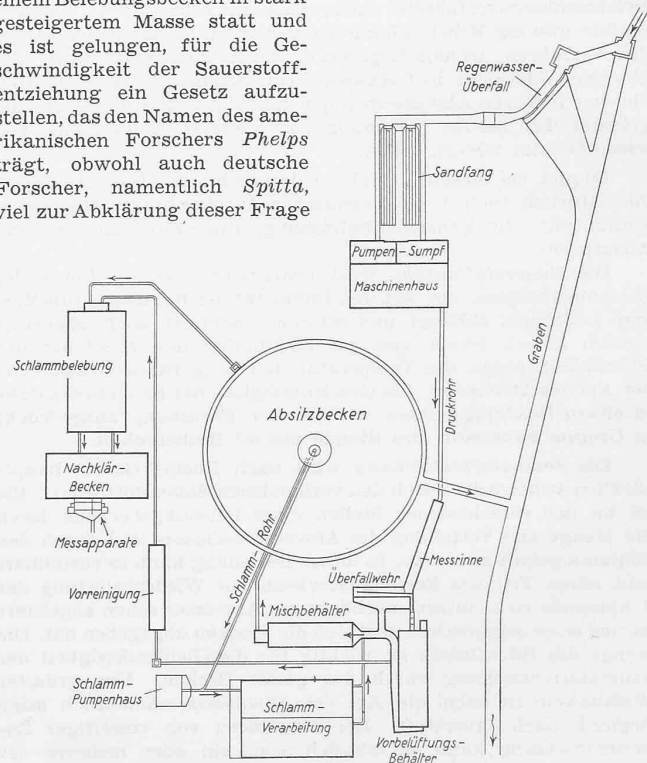 einem Belebungsbecken in stark
gesteigertem Masse statt und
es ist gelungen, für die Ge-
schwindigkeit der Sauerstoff-
entziehung ein Gesetz aufzu-
stellen, das den Namen des ame-
rikanischen Forschers Phelps
trägt, obwohl auch deutsche
Forscher, namentlich Spitta,
viel zur Abklärung dieser Frage
Regenwasser-
Überfall
Sandfang
Pumpen-Sumpf
Maschinenhaus
Graben
Druckrohr
Schlammbelebung
Absitzbecken
Nachklär-
Becken
Messapparate
Schlamm-Rohr
Messrinne
Vorreinigung
Überfallwehr
Mischbehälter
Schlamm-
Pumpenhaus
Schlamm-
Verarbeitung
Vorbelüftungs-
Behälter